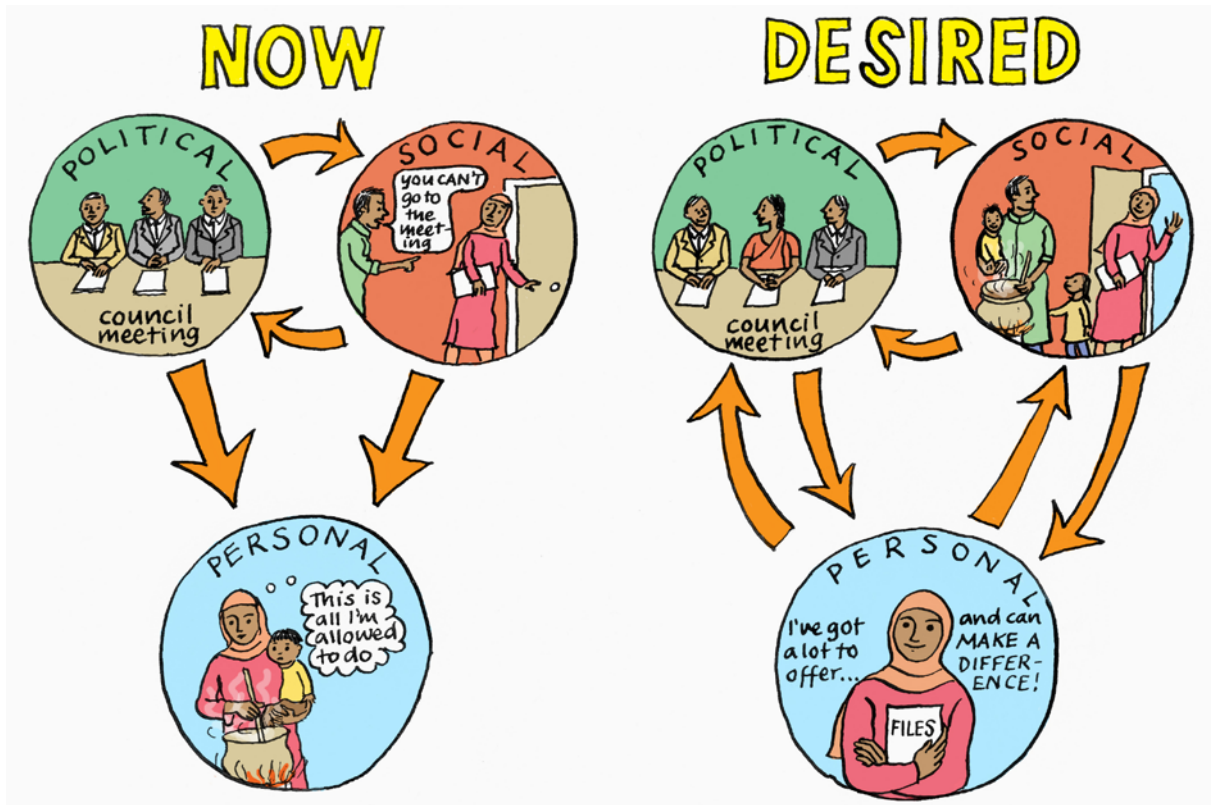 NOW
POLITICAL
council
meeting
SOCIAL
YOU CAN'T
go to
the
meet-
ing
PERSONAL
This is
all I'm
allowed
to do
DESIRED
POLITICAL
council
meeting
SOCIAL
PERSONAL
I've got
a lot to
offer...
and can
MAKE A
DIFFER-
ENCE!
FILES